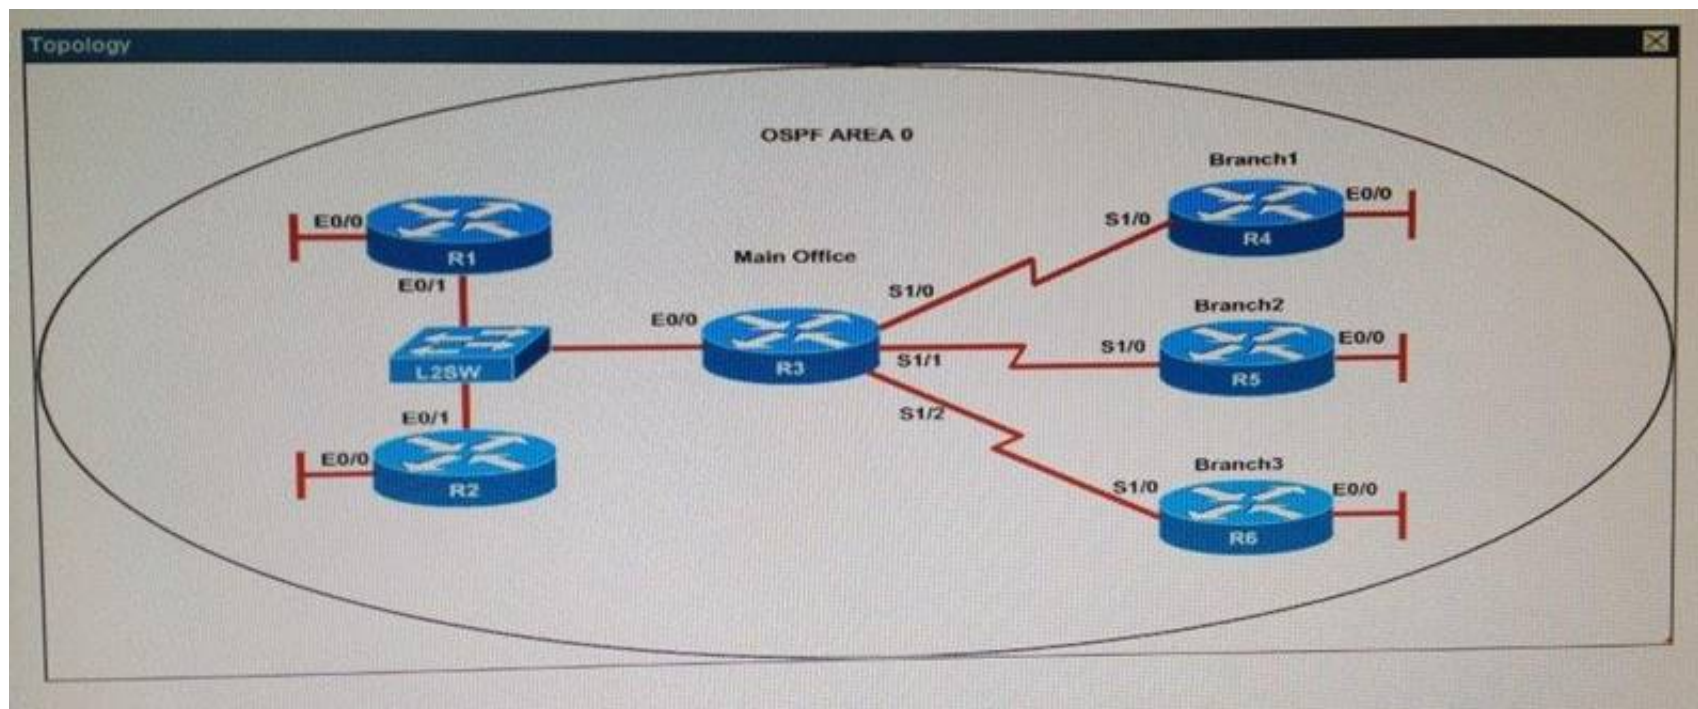 Topology
OSPF AREA 0
Branch1
E0/0
S1/0
R4
E0/0
R1
E0/1
Main Office
S1/0
E0/0
R3
S1/1
S1/2
Branch2
E0/0
S1/0
R5
L2SW
E0/1
E0/0
R2
Branch3
S1/0
E0/0
R6